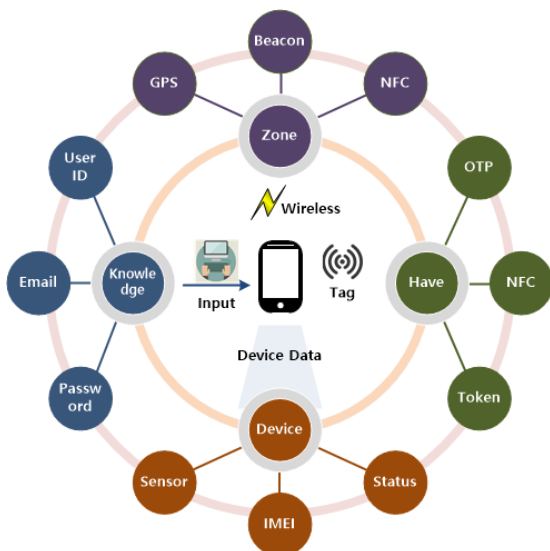 Beacon
GPS
NFC
Zone
User
ID
OTP
Wireless
Email
Knowle
dge
Input
Tag
Have
NFC
Device Data
Passw
ord
Token
Device
Sensor
Status
IMEI